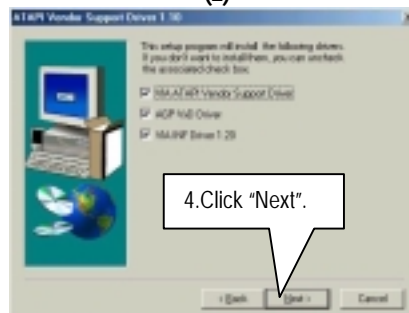 ATAPI Vendor Support Driver 1.10
This setup program will install the following drivers.
If you don't want to install them, you can uncheck
the associated check box.
VIA ATAPI Vendor Support Driver
AGP VxD Driver
VIA INF Driver 1.20
4.Click “Next”.
< Back
Next >
Cancel